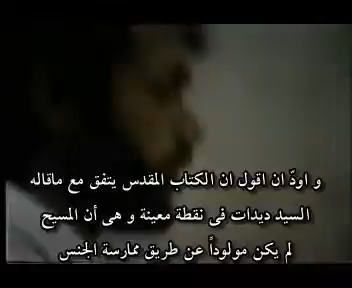 و اودّ ان اقول ان الكتاب المقدس يتفق مع ماقاله
السيد ديدات فى نقطة معينة و هى أن المسيح
لم يكن مولوداً عن طريق ممارسة الجنس